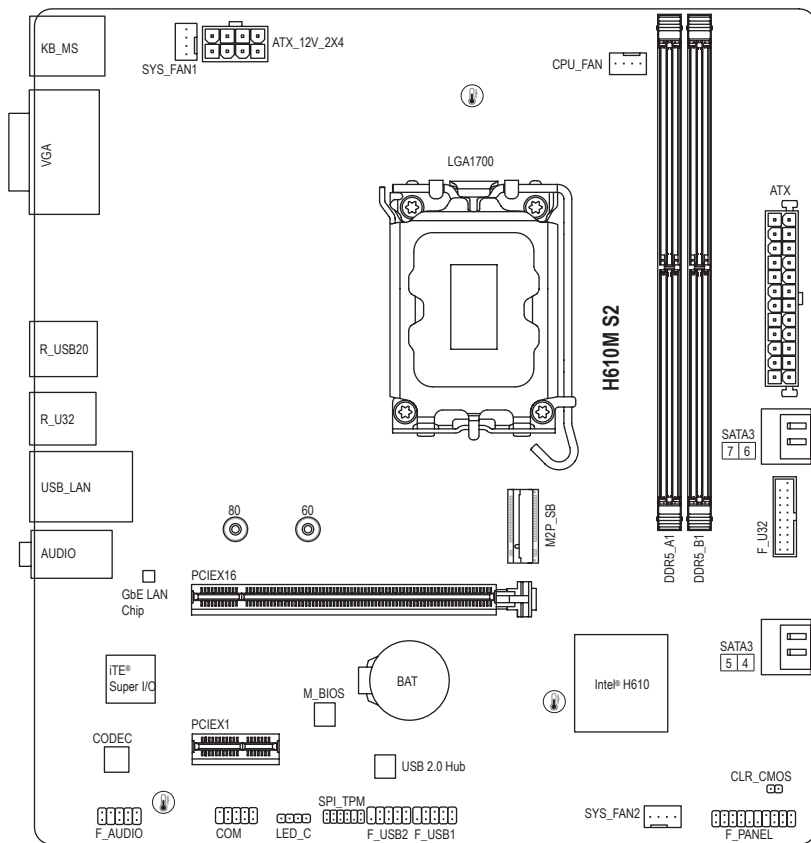 KB_MS
SYS_FAN1
ATX_12V_2X4
CPU_FAN
VGA
LGA1700
ATX
R_USB20
H610M S2
R_U32
SATA3
7 6
USB_LAN
80
60
M2P_SB
F_U32
AUDIO
DDR5_A1
DDR5_B1
GbE LAN
Chip
PCIEX16
SATA3
5 4
iTE®
Super I/O
M_BIOS
BAT
Intel® H610
PCIEX1
CODEC
USB 2.0 Hub
CLR_CMOS
SPI_TPM
SYS_FAN2
F_AUDIO
COM
LED_C
F_USB2
F_USB1
F_PANEL